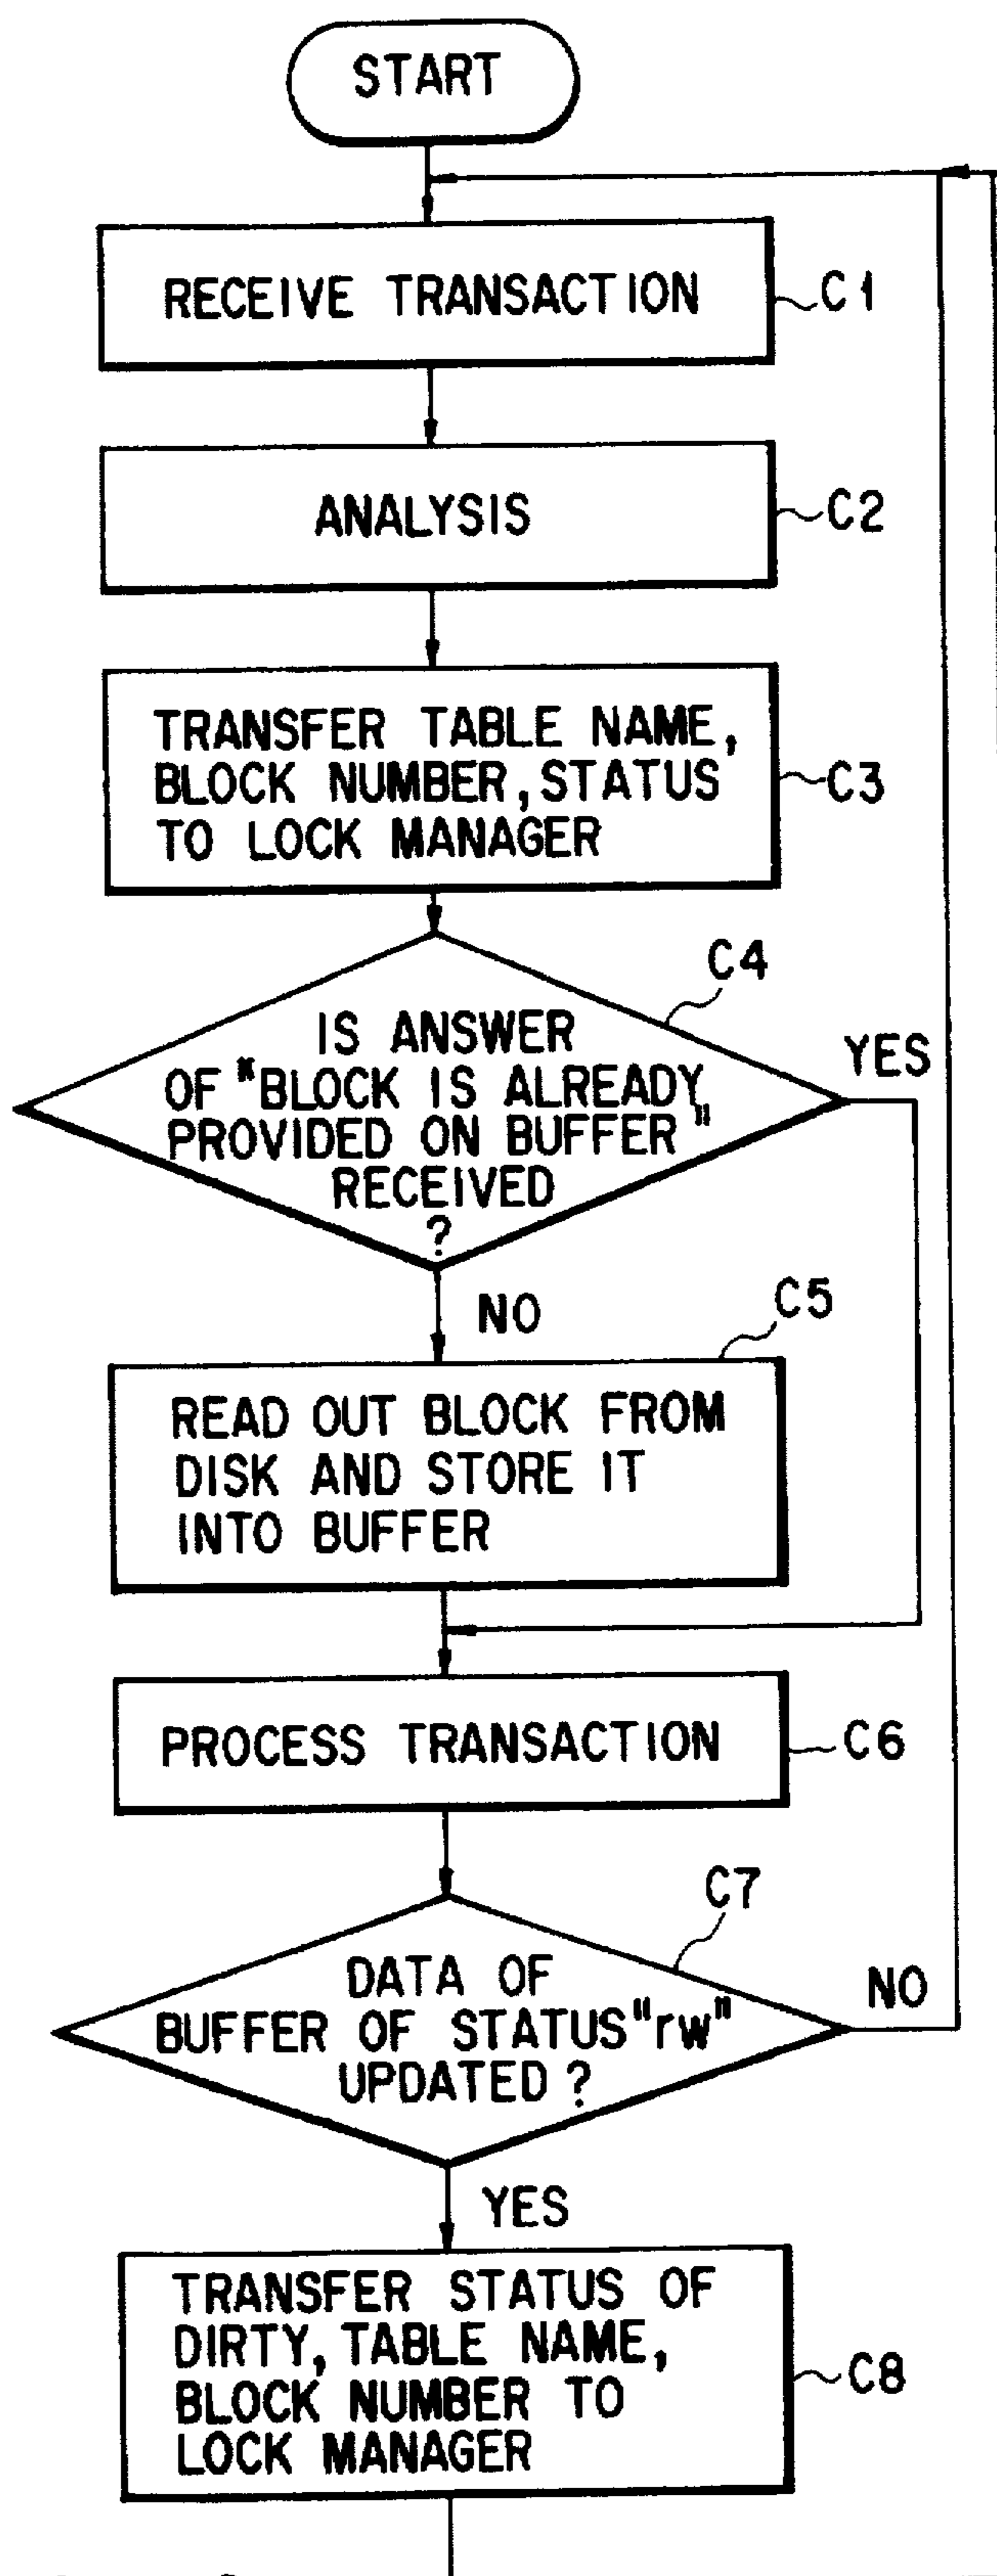 START
RECEIVE TRANSACTION
C1
ANALYSIS
C2
TRANSFER TABLE NAME,
BLOCK NUMBER, STATUS
TO LOCK MANAGER
C3
C4
IS ANSWER
OF "BLOCK IS ALREADY
PROVIDED ON BUFFER"
RECEIVED
?
YES
NO
C5
READ OUT BLOCK FROM
DISK AND STORE IT
INTO BUFFER
PROCESS TRANSACTION
C6
C7
DATA OF
BUFFER OF STATUS "rw"
UPDATED ?
NO
YES
TRANSFER STATUS OF
DIRTY, TABLE NAME,
BLOCK NUMBER TO
LOCK MANAGER
C8